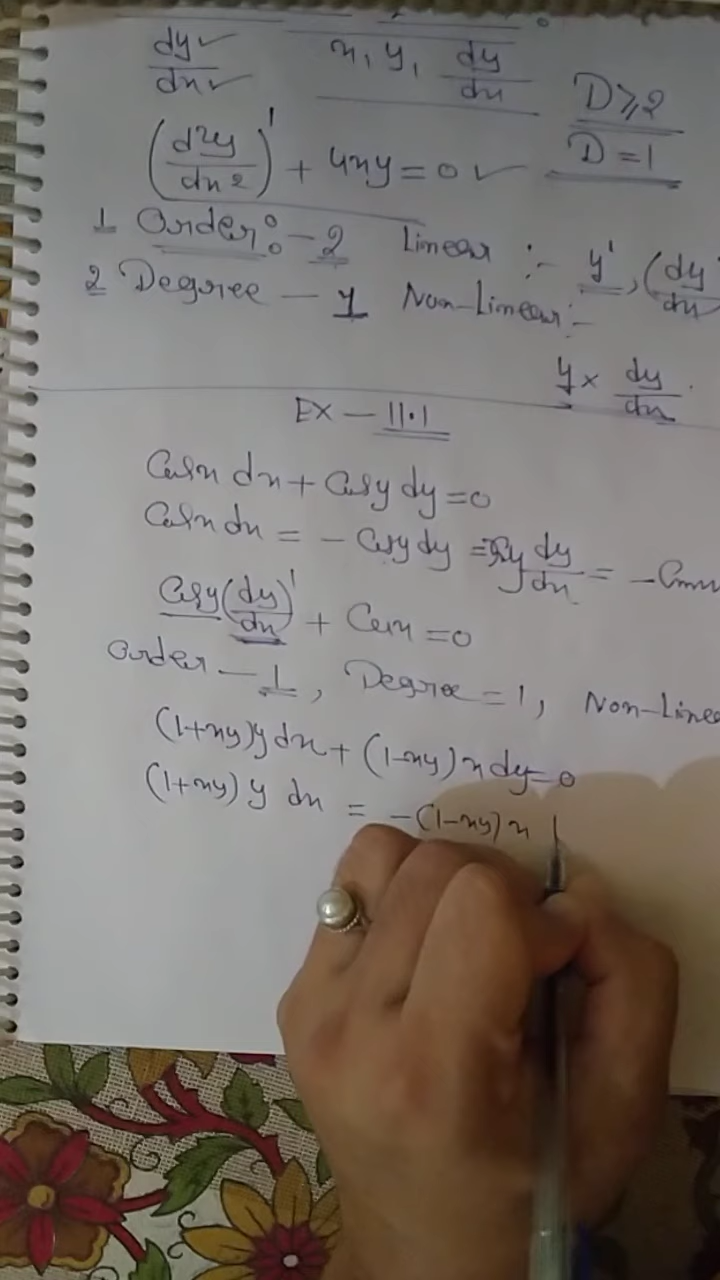 dy✓/dx✓ x, y, dy/dx D⩾2
(d²y/dx²)¹ + 4xy = 0 ✓ D = 1
1 Order :- 2 Linear :- y', (dy/dx
2 Degree — 1 Non-Linear :-
y × dy/dx.
EX — 11.1
Cosx dx + Cosy dy = 0
Cosx dx = - Cosy dy = dy/dx = -
Cosy (dy/dx)¹ + Cosx = 0
Order — 1, Degree = 1, Non-Linea
(1+xy)y dx + (1-xy)x dy = 0
(1+xy) y dx = -(1-xy) x